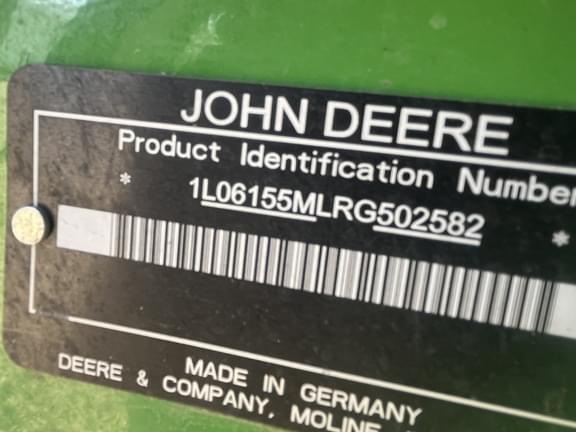 JOHN DEERE
Product Identification Number
* 1L06155MLRG502582 *
MADE IN GERMANY
DEERE & COMPANY, MOLINE